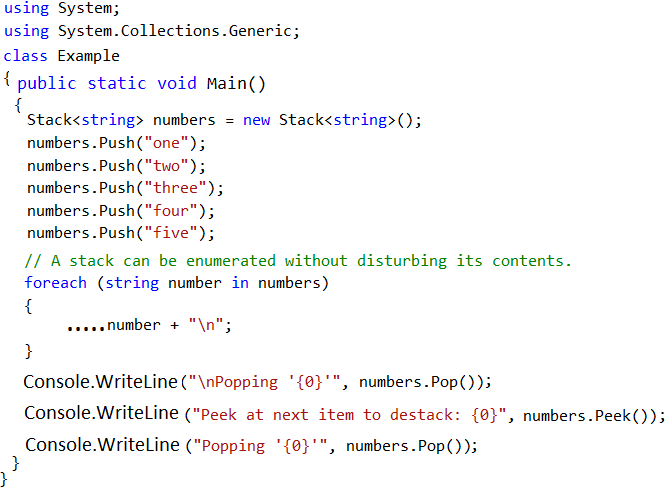 using System;
using System.Collections.Generic;
class Example
{ public static void Main()
{
Stack<string> numbers = new Stack<string>();
numbers.Push("one");
numbers.Push("two");
numbers.Push("three");
numbers.Push("four");
numbers.Push("five");
// A stack can be enumerated without disturbing its contents.
foreach (string number in numbers)
{
.....number + "\n";
}
Console.WriteLine("\nPopping '{0}'", numbers.Pop());
Console.WriteLine ("Peek at next item to destack: {0}", numbers.Peek());
Console.WriteLine ("Popping '{0}'", numbers.Pop());
}
}